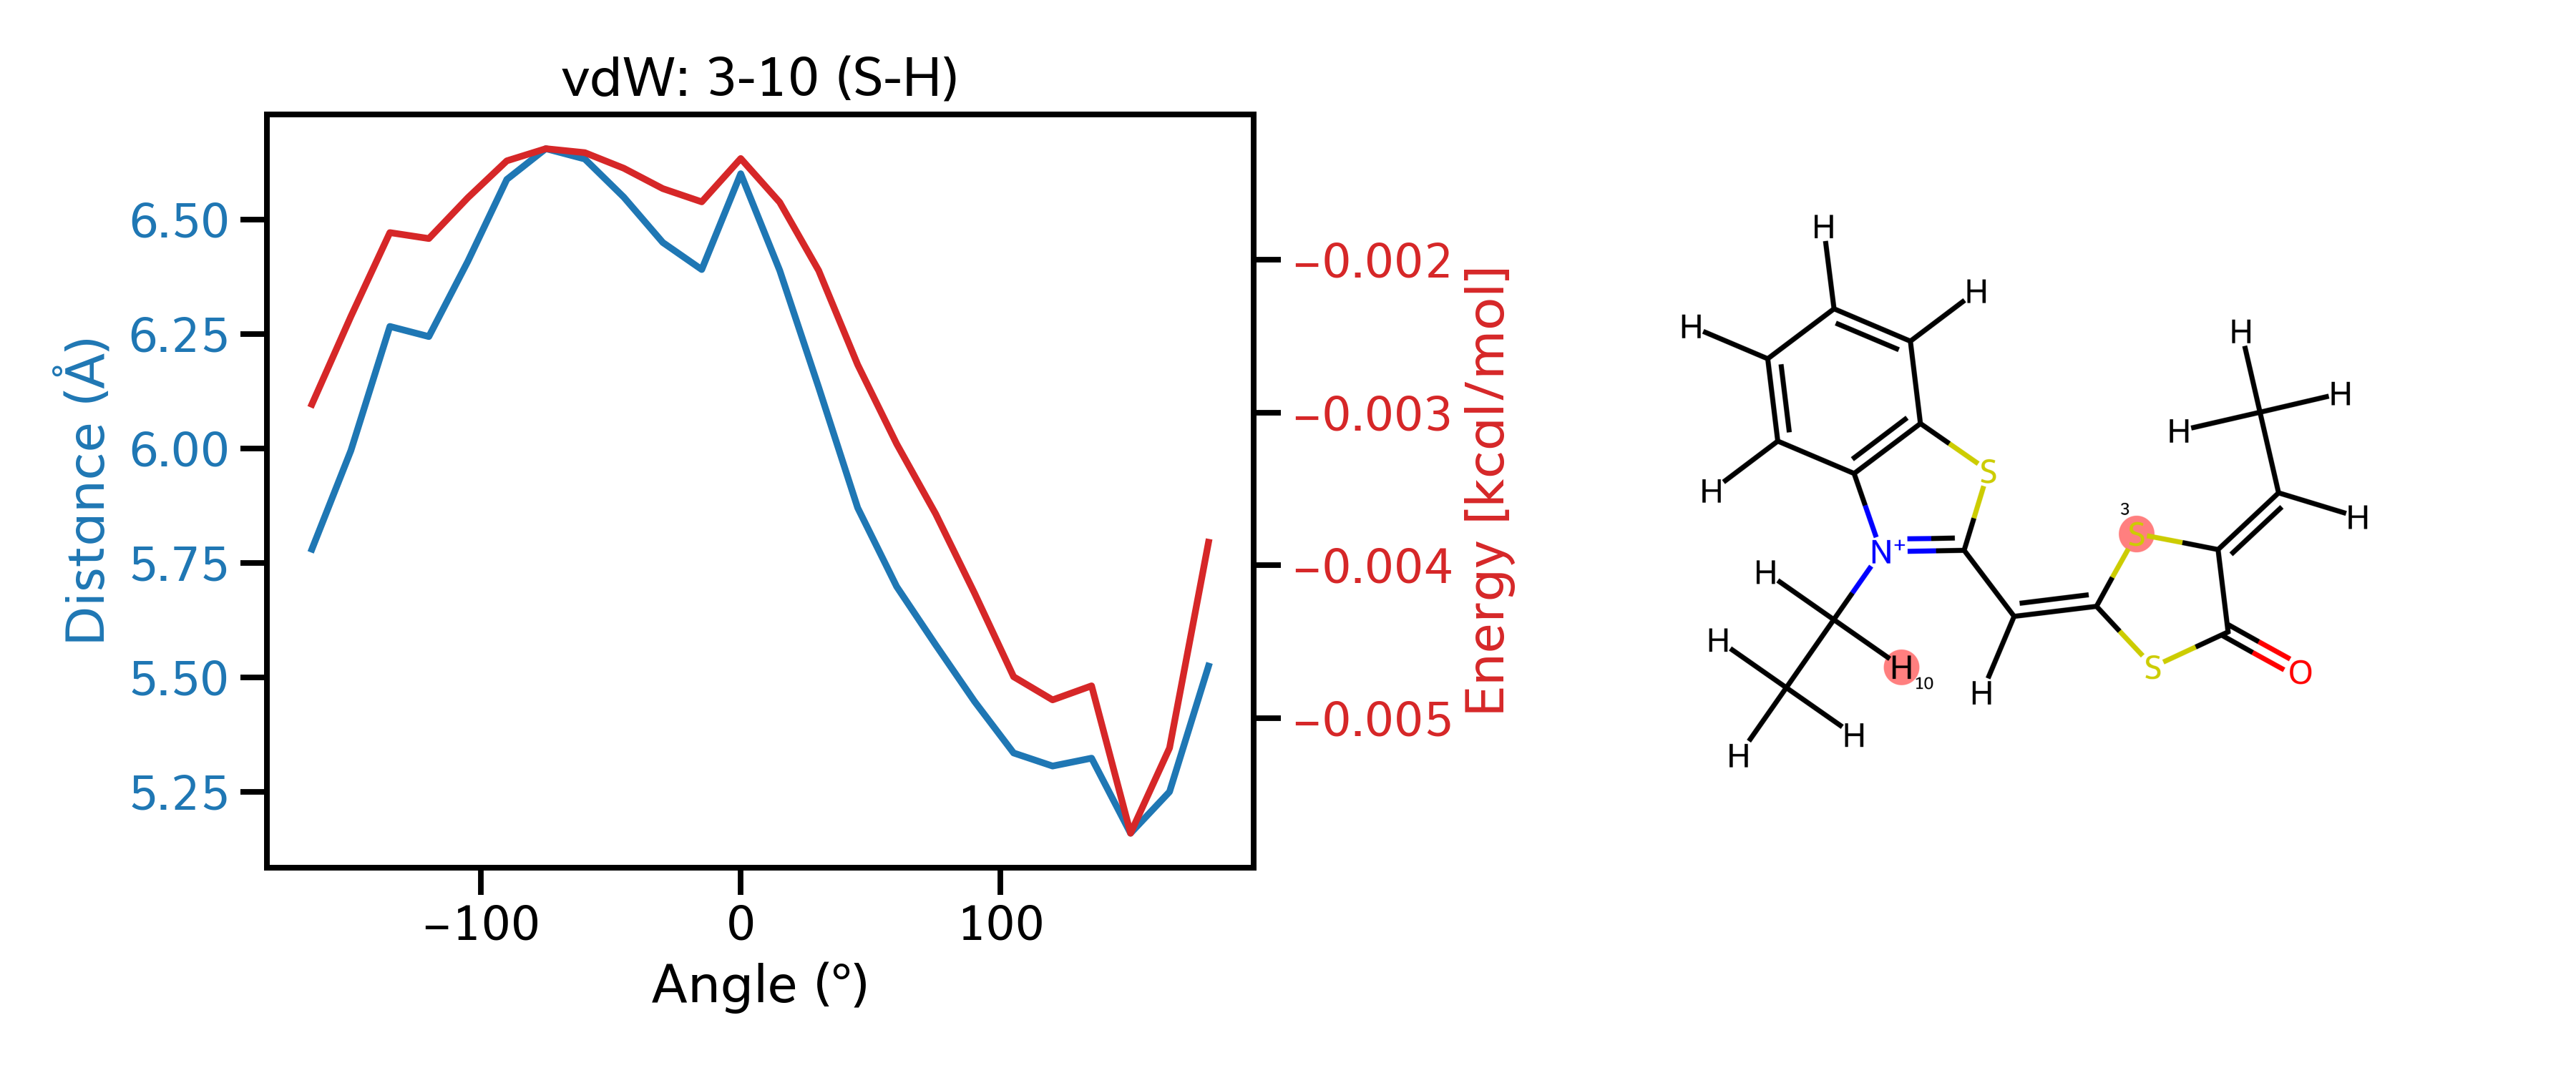 vdW: 3-10 (S-H)
6.50
6.25
6.00
5.75
5.50
5.25
Distance (Å)
−0.002
−0.003
−0.004
−0.005
Energy [kcal/mol]
−100
0
100
Angle (°)
H
H
H
H
H
H
H
S
H
3
S
H
N+
H
H
H
10
S
O
H
H
H